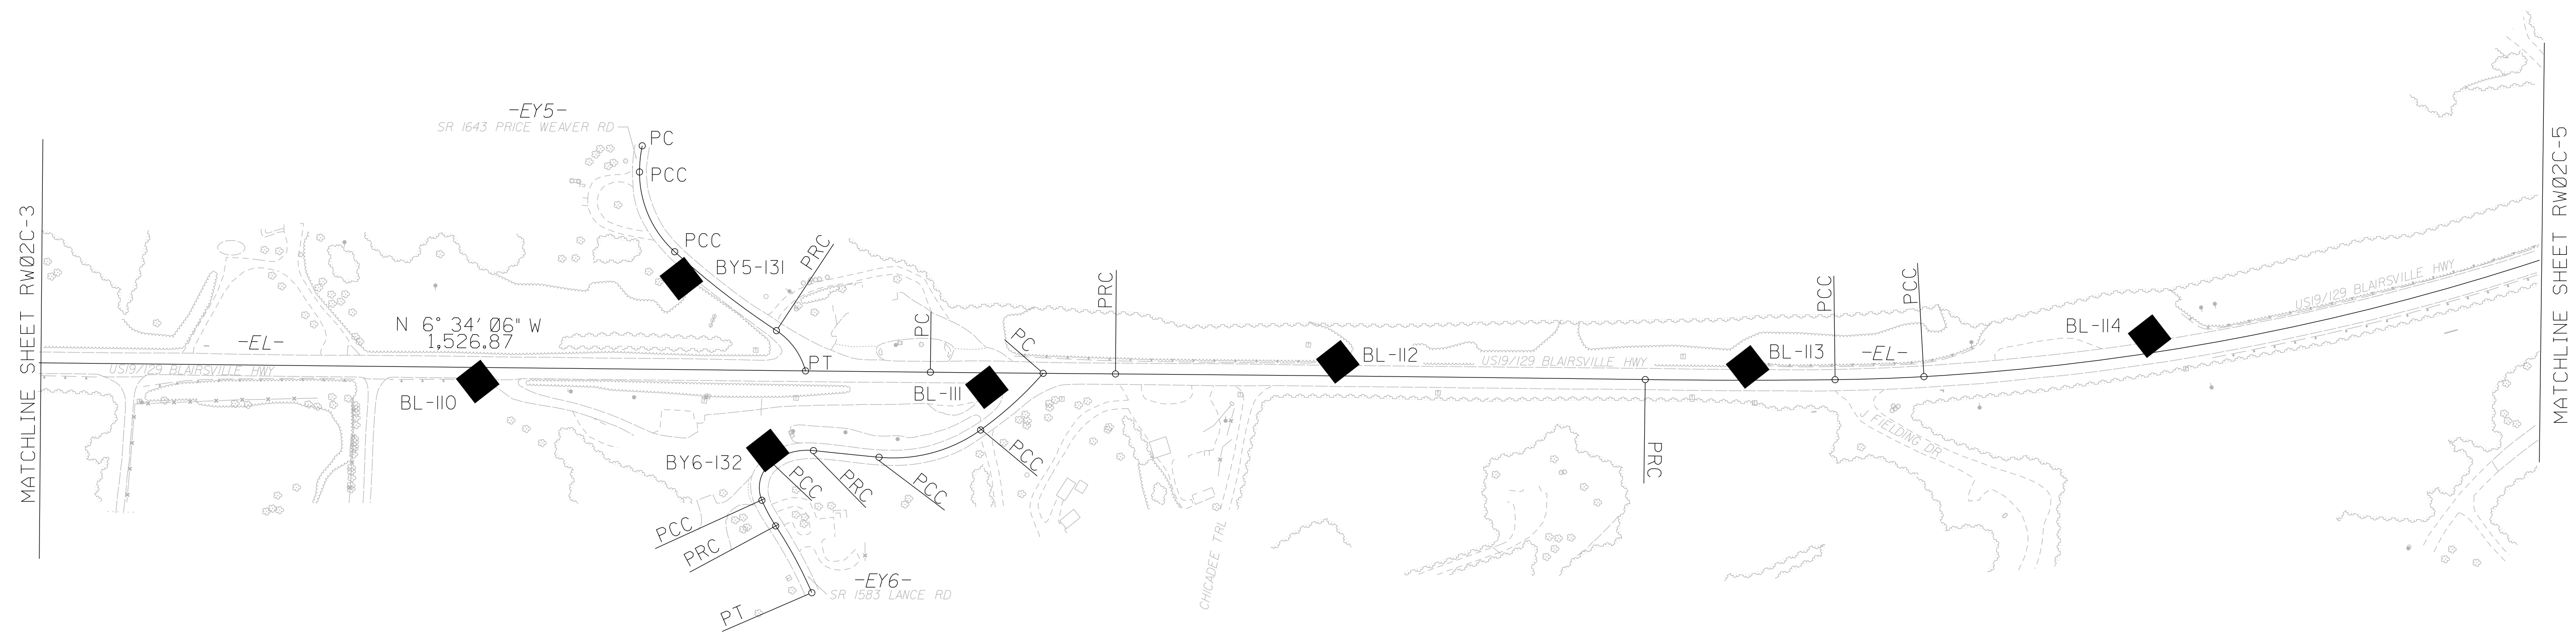 MATCHLINE SHEET RW02C-3
-EY5-
SR 1643 PRICE WEAVER RD
PC
PCC
PCC
BY5-131
PRC
N 6° 34' 06" W
1,526.87
-EL-
US19/129 BLAIRSVILLE HWY
BL-110
PT
PC
BL-111
PC
PRC
BL-112
US19/129 BLAIRSVILLE HWY
PRC
BL-113
PCC
-EL-
PCC
BL-114
US19/129 BLAIRSVILLE HWY
MATCHLINE SHEET RW02C-5
FIELDING DR
BY6-132
PCC
PRC
PCC
PCC
PCC
PRC
PT
-EY6-
SR 1583 LANCE RD
CHICADEE TRL